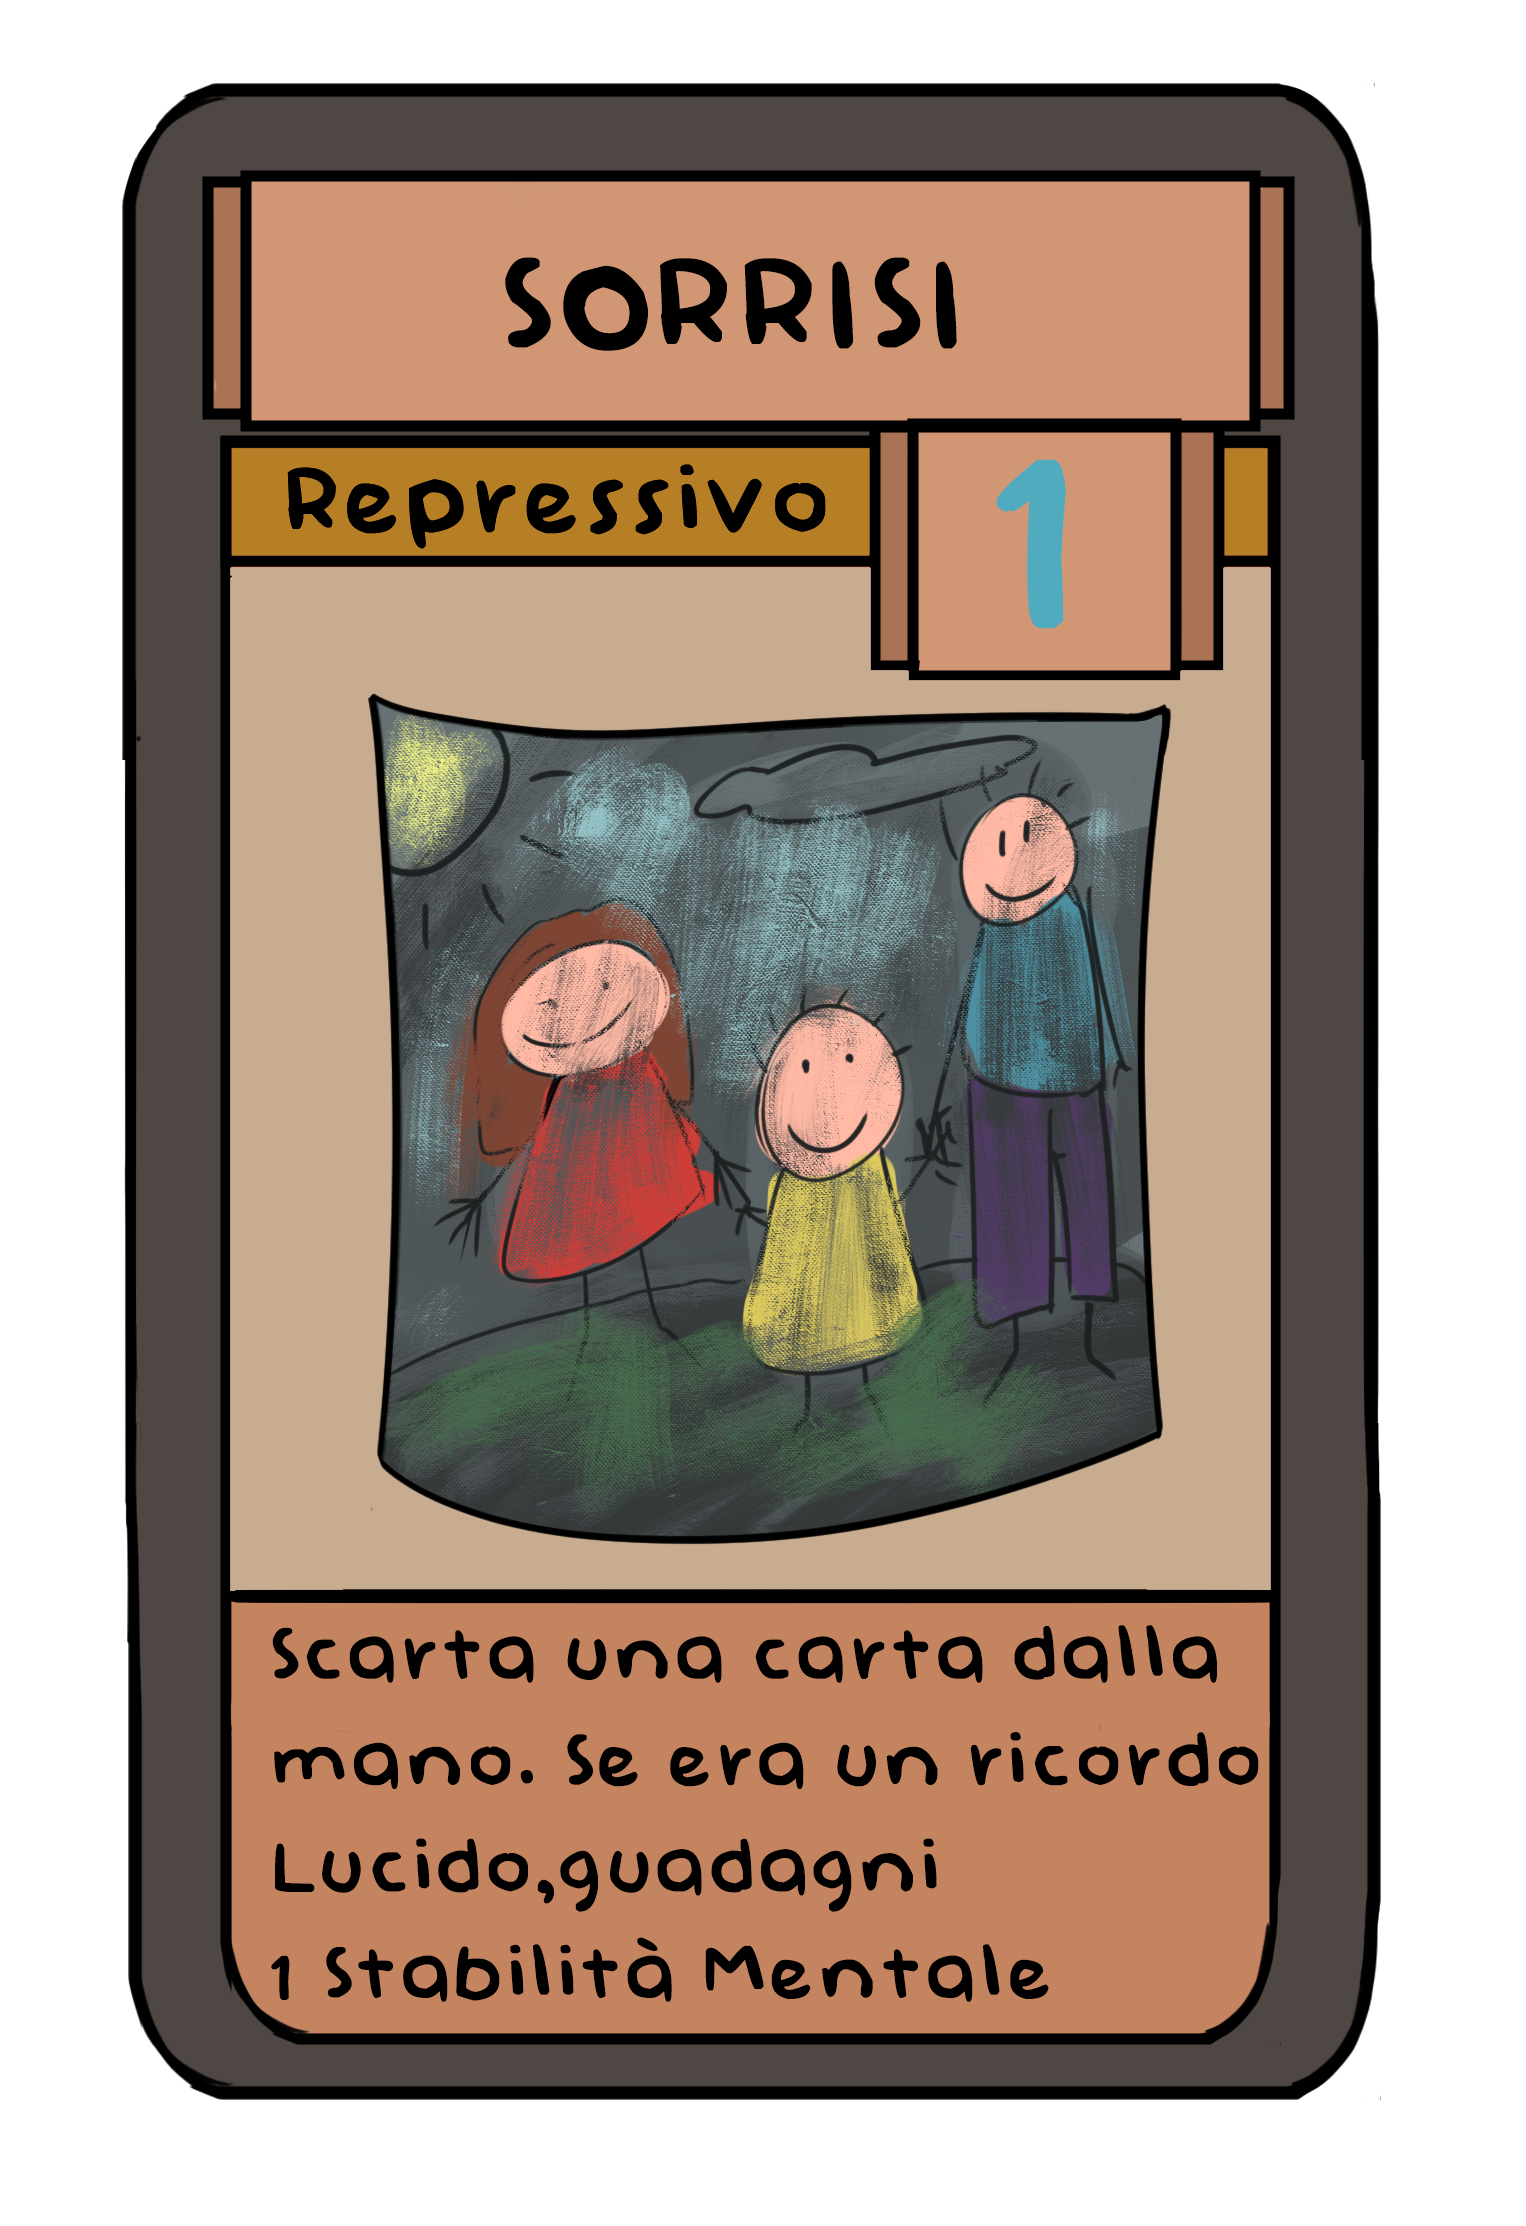 SORRISI
Repressivo
1
Scarta una carta dalla
mano. Se era un ricordo
Lucido,guadagni
1 Stabilità Mentale